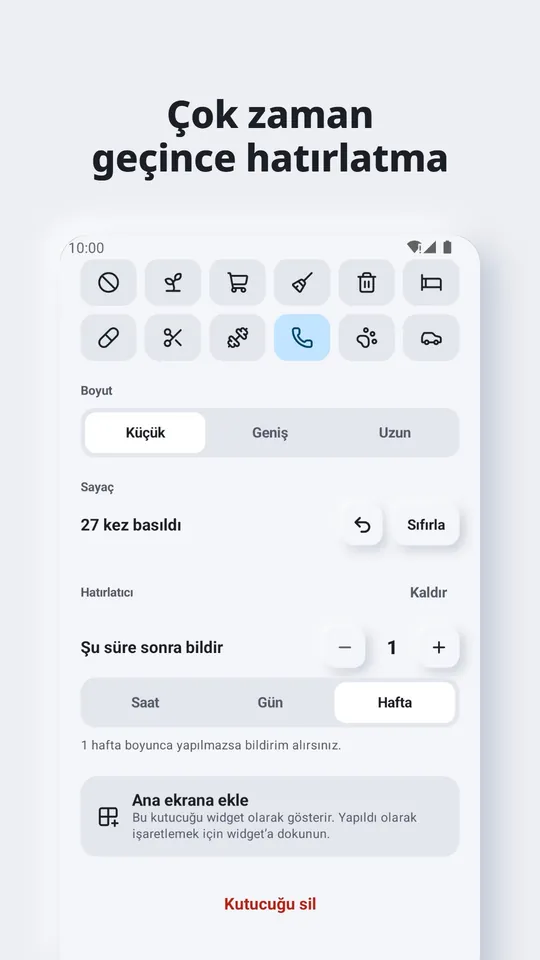 Çok zaman
geçince hatırlatma
10:00
Boyut
Küçük Geniş Uzun
Sayaç
27 kez basıldı Sıfırla
Hatırlatıcı Kaldır
Şu süre sonra bildir 1
Saat Gün Hafta
1 hafta boyunca yapılmazsa bildirim alırsınız.
Ana ekrana ekle
Bu kutucuğu widget olarak gösterir. Yapıldı olarak
işaretlemek için widget’a dokunun.
Kutucuğu sil